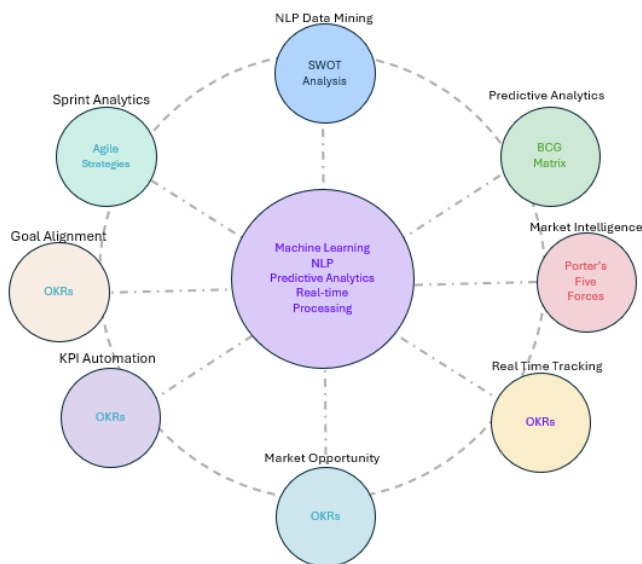 NLP Data Mining
SWOT
Analysis
Predictive Analytics
BCG
Matrix
Sprint Analytics
Agile
Strategies
Market Intelligence
Porter's
Five
Forces
Goal Alignment
OKRs
Machine Learning
NLP
Predictive Analytics
Real-time
Processing
KPI Automation
OKRs
Real Time Tracking
OKRs
Market Opportunity
OKRs